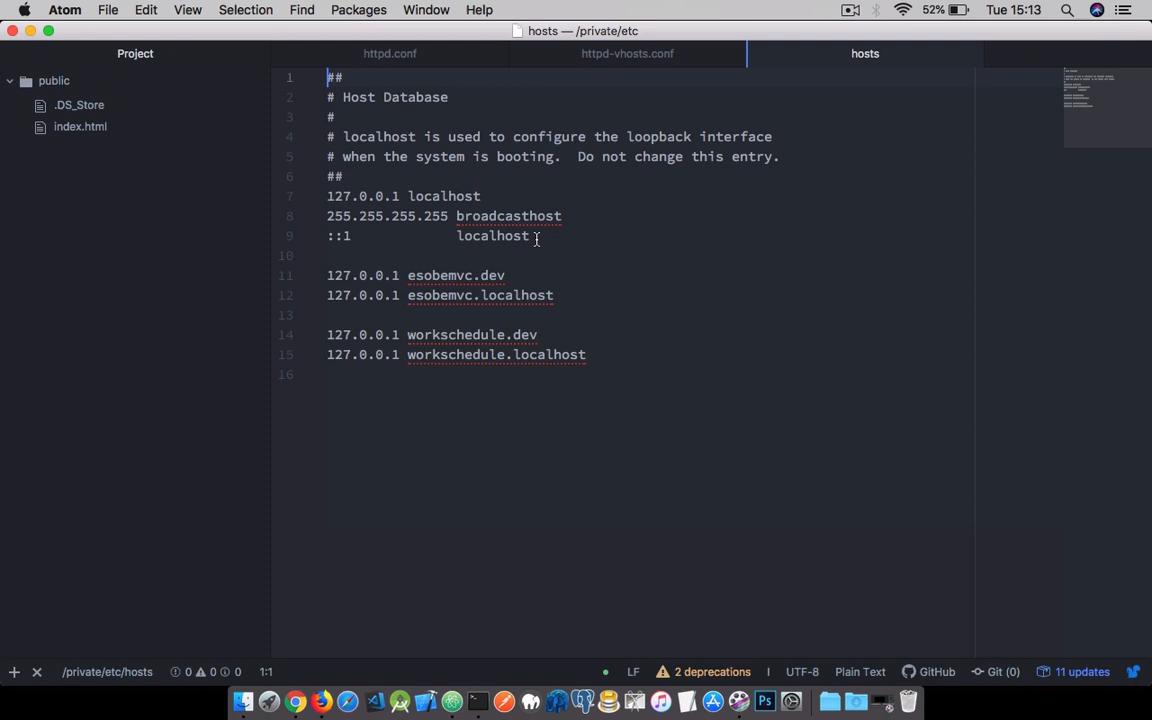 Atom File Edit View Selection Find Packages Window Help 52% Tue 15:13
hosts — /private/etc
Project httpd.conf httpd-vhosts.conf hosts
public
.DS_Store
index.html
1 ##
2 # Host Database
3 #
4 # localhost is used to configure the loopback interface
5 # when the system is booting.  Do not change this entry.
6 ##
7 127.0.0.1 localhost
8 255.255.255.255 broadcasthost
9 ::1             localhost
10
11 127.0.0.1 esobemvc.dev
12 127.0.0.1 esobemvc.localhost
13
14 127.0.0.1 workschedule.dev
15 127.0.0.1 workschedule.localhost
16
/private/etc/hosts 0 0 0 1:1 LF 2 deprecations UTF-8 Plain Text GitHub Git (0) 11 updates
Ps